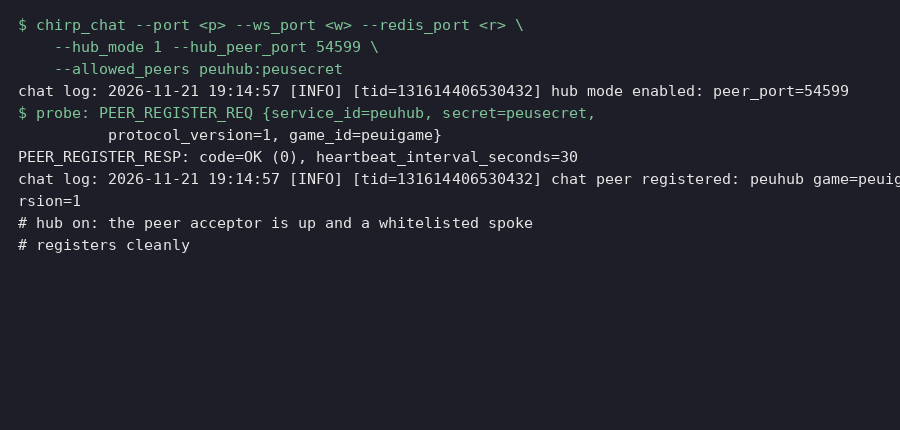 $ chirp_chat --port <p> --ws_port <w> --redis_port <r> \
--hub_mode 1 --hub_peer_port 54599 \
--allowed_peers peuhub:peusecret
chat log: 2026-11-21 19:14:57 [INFO] [tid=131614406530432] hub mode enabled: peer_port=54599
$ probe: PEER_REGISTER_REQ {service_id=peuhub, secret=peusecret,
protocol_version=1, game_id=peuigame}
PEER_REGISTER_RESP: code=OK (0), heartbeat_interval_seconds=30
chat log: 2026-11-21 19:14:57 [INFO] [tid=131614406530432] chat peer registered: peuhub game=peuig
rsion=1
# hub on: the peer acceptor is up and a whitelisted spoke
# registers cleanly